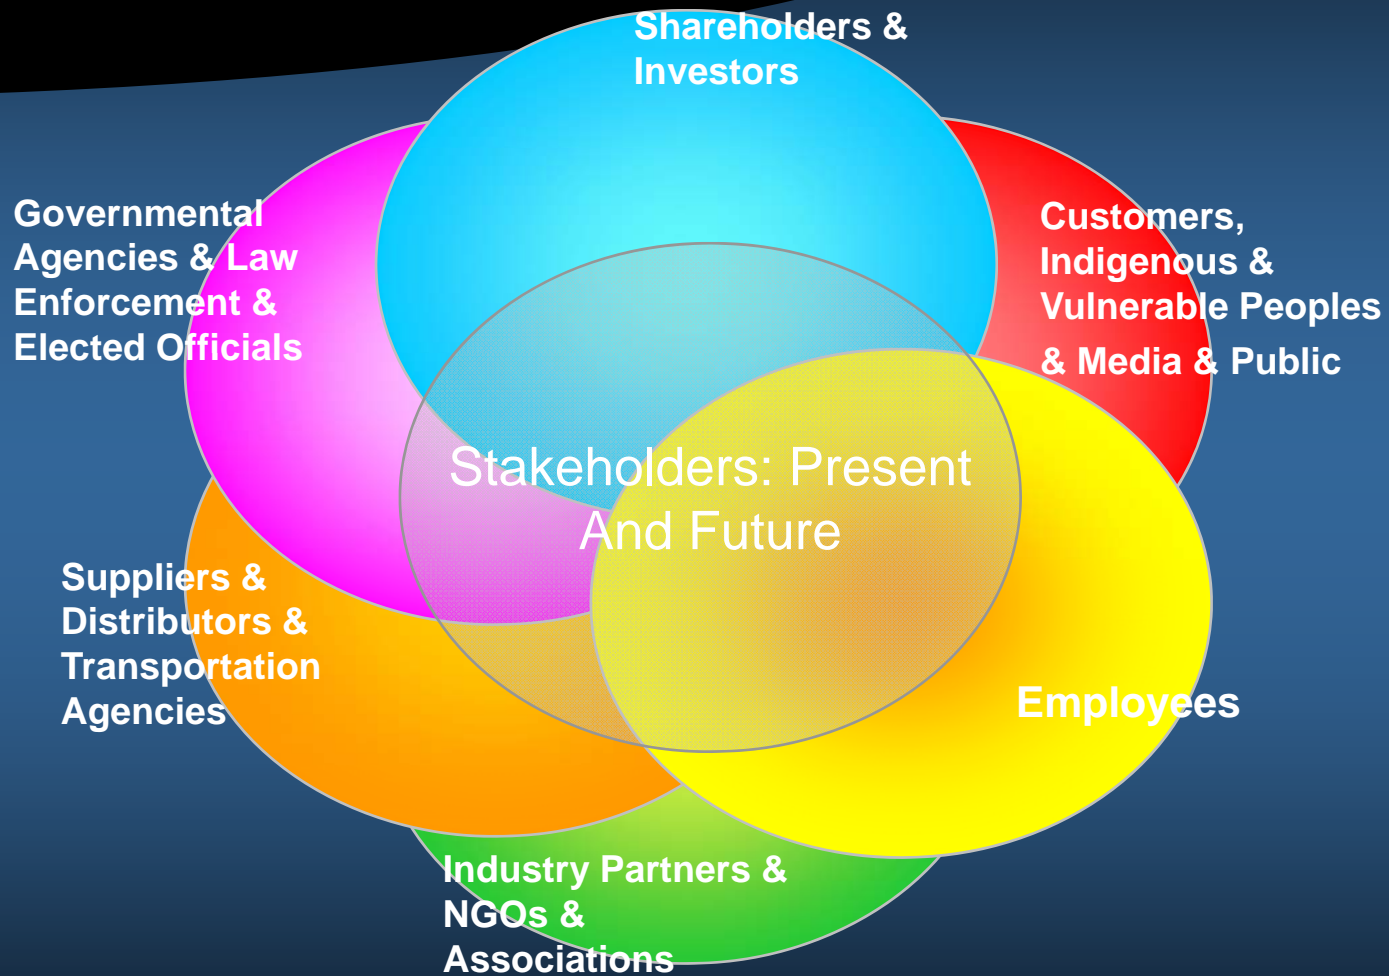 Shareholders &
Investors
Governmental
Agencies & Law
Enforcement &
Elected Officials
Customers,
Indigenous &
Vulnerable Peoples
& Media & Public
Stakeholders: Present
And Future
Suppliers &
Distributors &
Transportation
Agencies
Employees
Industry Partners &
NGOs &
Associations